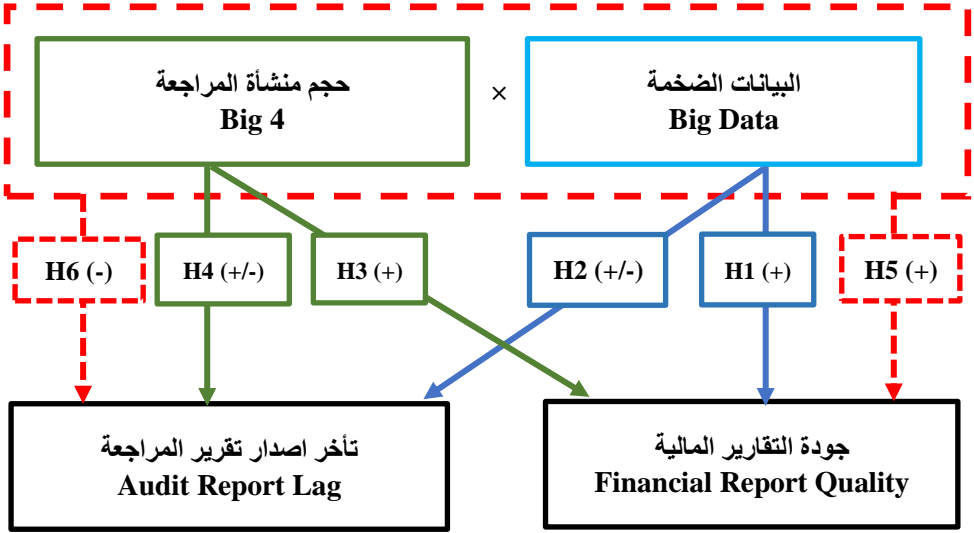 حجم منشأة المراجعة
Big 4
×
البيانات الضخمة
Big Data
H6 (-)
H4 (+/-)
H3 (+)
H2 (+/-)
H1 (+)
H5 (+)
تأخر اصدار تقرير المراجعة
Audit Report Lag
جودة التقارير المالية
Financial Report Quality